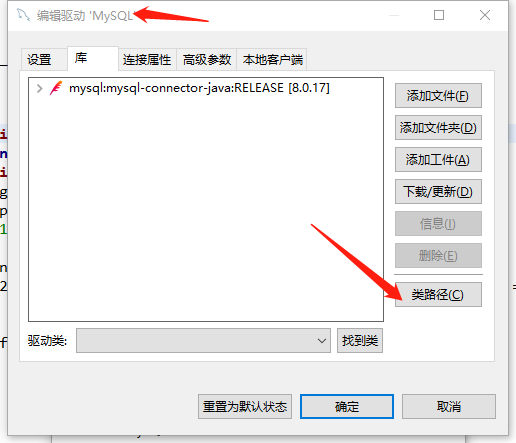 编辑驱动 'MySQL'
设置 库 连接属性 高级参数 本地客户端
mysql:mysql-connector-java:RELEASE [8.0.17]
添加文件(F)
添加文件夹(D)
添加工件(A)
下载/更新(D)
信息(I)
删除(E)
类路径(C)
驱动类: 找到类
重置为默认状态 确定 取消